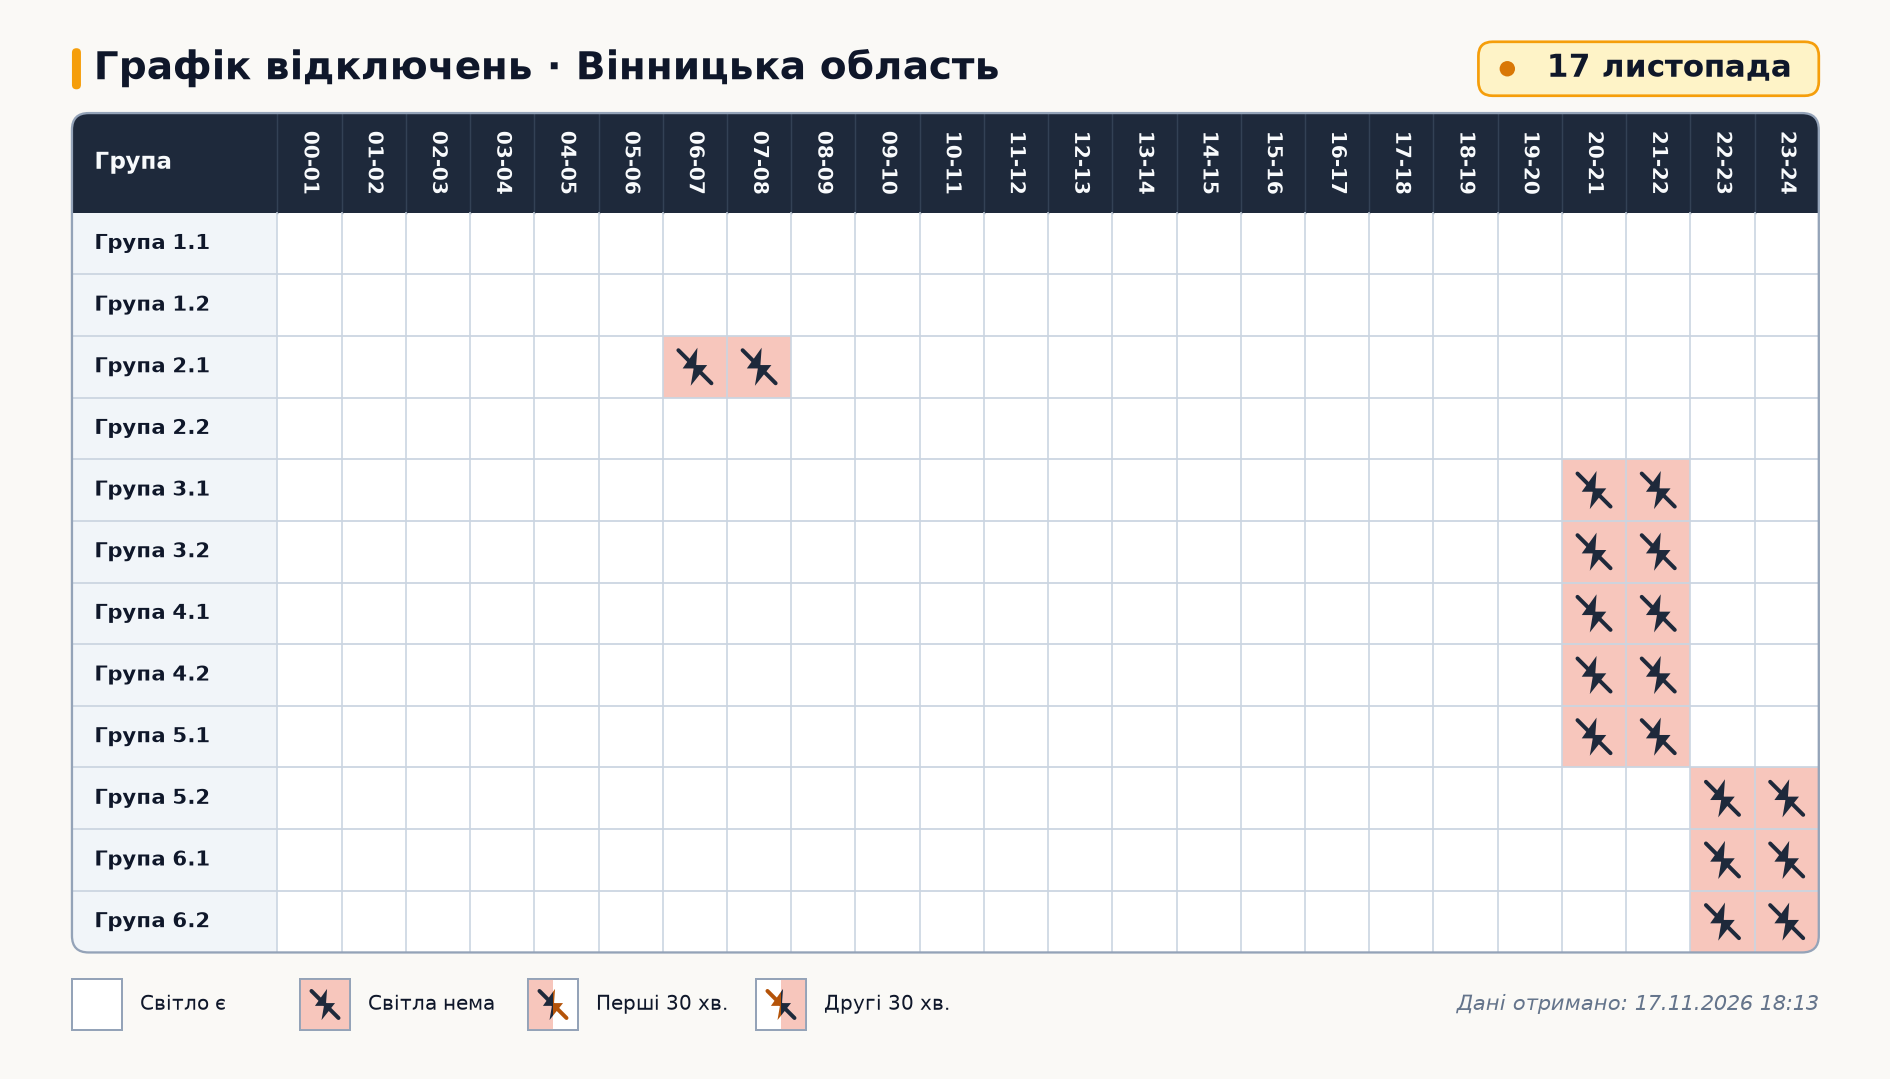 Графік відключень · Вінницька область
17 листопада
Група 00-01 01-02 02-03 03-04 04-05 05-06 06-07 07-08 08-09 09-10 10-11 11-12 12-13 13-14 14-15 15-16 16-17 17-18 18-19 19-20 20-21 21-22 22-23 23-24
Група 1.1
Група 1.2
Група 2.1
Група 2.2
Група 3.1
Група 3.2
Група 4.1
Група 4.2
Група 5.1
Група 5.2
Група 6.1
Група 6.2
Світло є Світла нема Перші 30 хв. Другі 30 хв.
Дані отримано: 17.11.2026 18:13